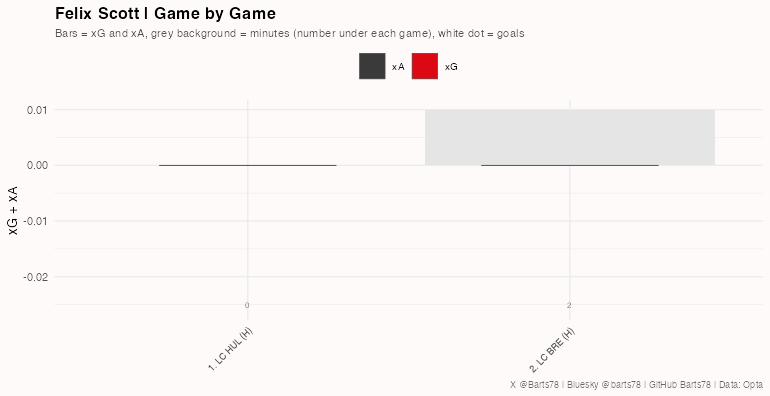 Felix Scott | Game by Game
Bars = xG and xA, grey background = minutes (number under each game), white dot = goals
xA
xG
xG + xA
0.01
0.00
-0.01
-0.02
0
2
1. LC HUL (H)
2. LC BRE (H)
X @Barts78 | Bluesky @barts78 | GitHub Barts78 | Data: Opta